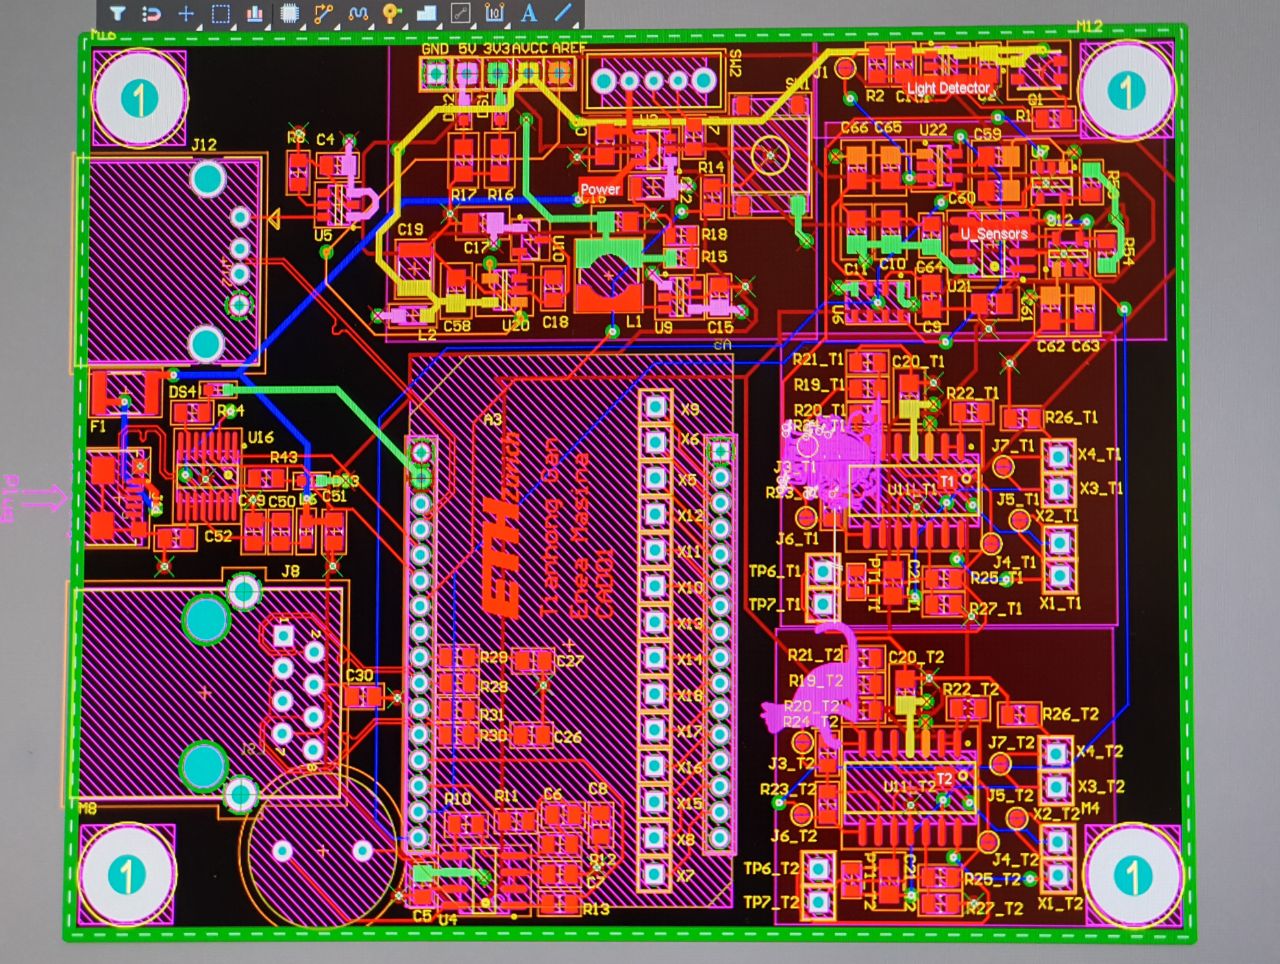 M16
M12
GND 5V 3V3 AVCC AREF
SW2
J1
R2
Light Detector
Q1
R1
J12
R3
C4
U5
C66 C65 U22 C59
R14
Power
R17 R16
C19
C17
U10
R18
R15
C60
U_Sensors
R12
R54
C11 C10 C64
U21
U6
C9
C61
C62 C63
L2
C58 U20 C18
L1
U9
C15
A3
DS4
R44
F1
U16
R43
C49 C50
C51
C52
J8
ETH zürich
Enea Masina
CAD01
X9
X6
X5
X12
X11
X10
X13
X14
X18
X17
X16
X15
X8
X7
R21_T1
C20_T1
R19_T1
R20_T1
R22_T1
R26_T1
J7_T1
X4_T1
J3_T1
T1
U11_T1
X3_T1
J5_T1
X2_T1
J6_T1
J4_T1
TP6_T1
R25_T1
TP7_T1
R27_T1
X1_T1
R29
C27
R28
R31
R30
C26
C30
R21_T2
C20_T2
R19_T2
R22_T2
R20_T2
R24_T2
R26_T2
J7_T2
X4_T2
J3_T2
T2
U11_T2
R23_T2
X3_T2
J5_T2
X2_T2
M4
J6_T2
J4_T2
TP6_T2
R25_T2
TP7_T2
R27_T2
X1_T2
M8
R10
R11
C6
C8
R12
C7
C5
U4
R13
1
1
1
1